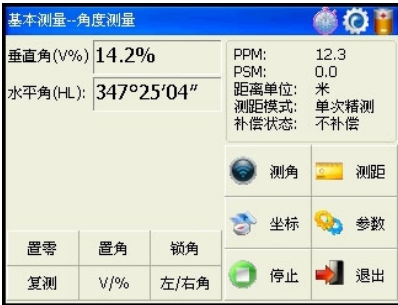 基本测量--角度测量
垂直角(V%) 14.2%
水平角(HL): 347°25'04"
PPM: 12.3
PSM: 0.0
距离单位: 米
测距模式: 单次精测
补偿状态: 不补偿
测角 测距
坐标 参数
置零 置角 锁角
复测 V/% 左/右角 停止 退出